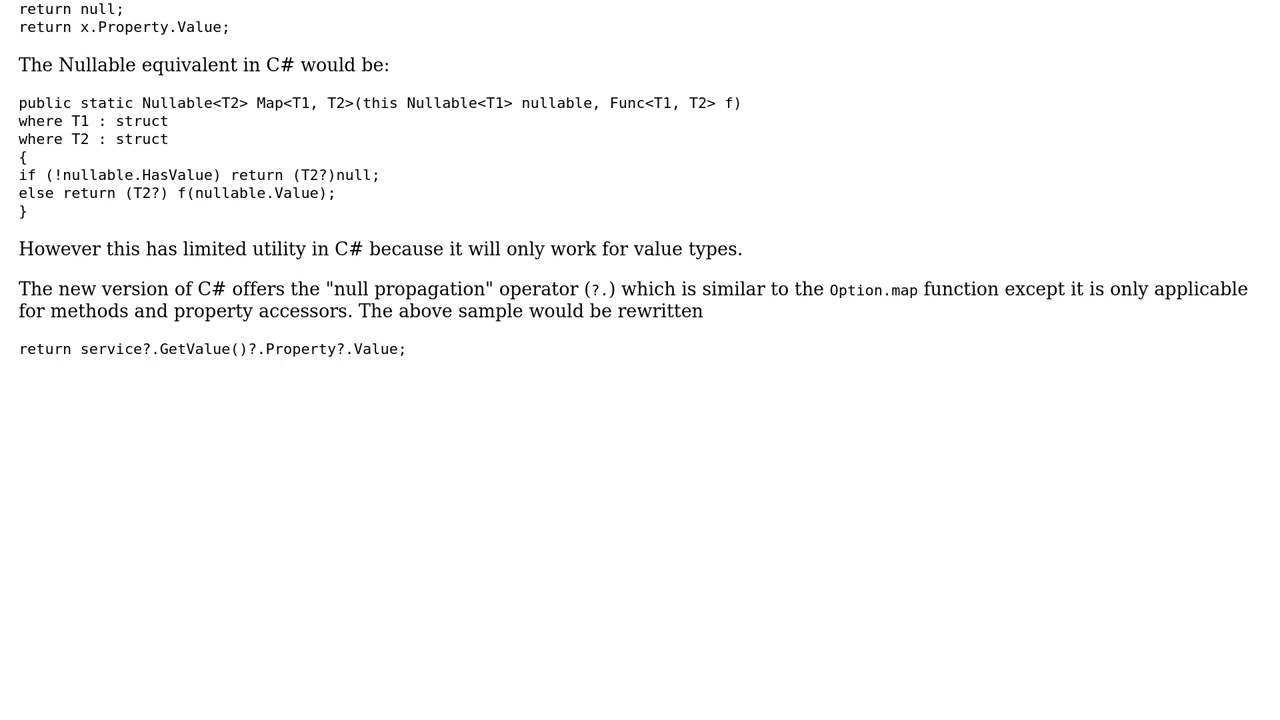 return null;
return x.Property.Value;
The Nullable equivalent in C# would be:
public static Nullable<T2> Map<T1, T2>(this Nullable<T1> nullable, Func<T1, T2> f)
where T1 : struct
where T2 : struct
{
if (!nullable.HasValue) return (T2?)null;
else return (T2?) f(nullable.Value);
}
However this has limited utility in C# because it will only work for value types.
The new version of C# offers the "null propagation" operator (?.) which is similar to the Option.map function except it is only applicable
for methods and property accessors. The above sample would be rewritten
return service?.GetValue()?.Property?.Value;